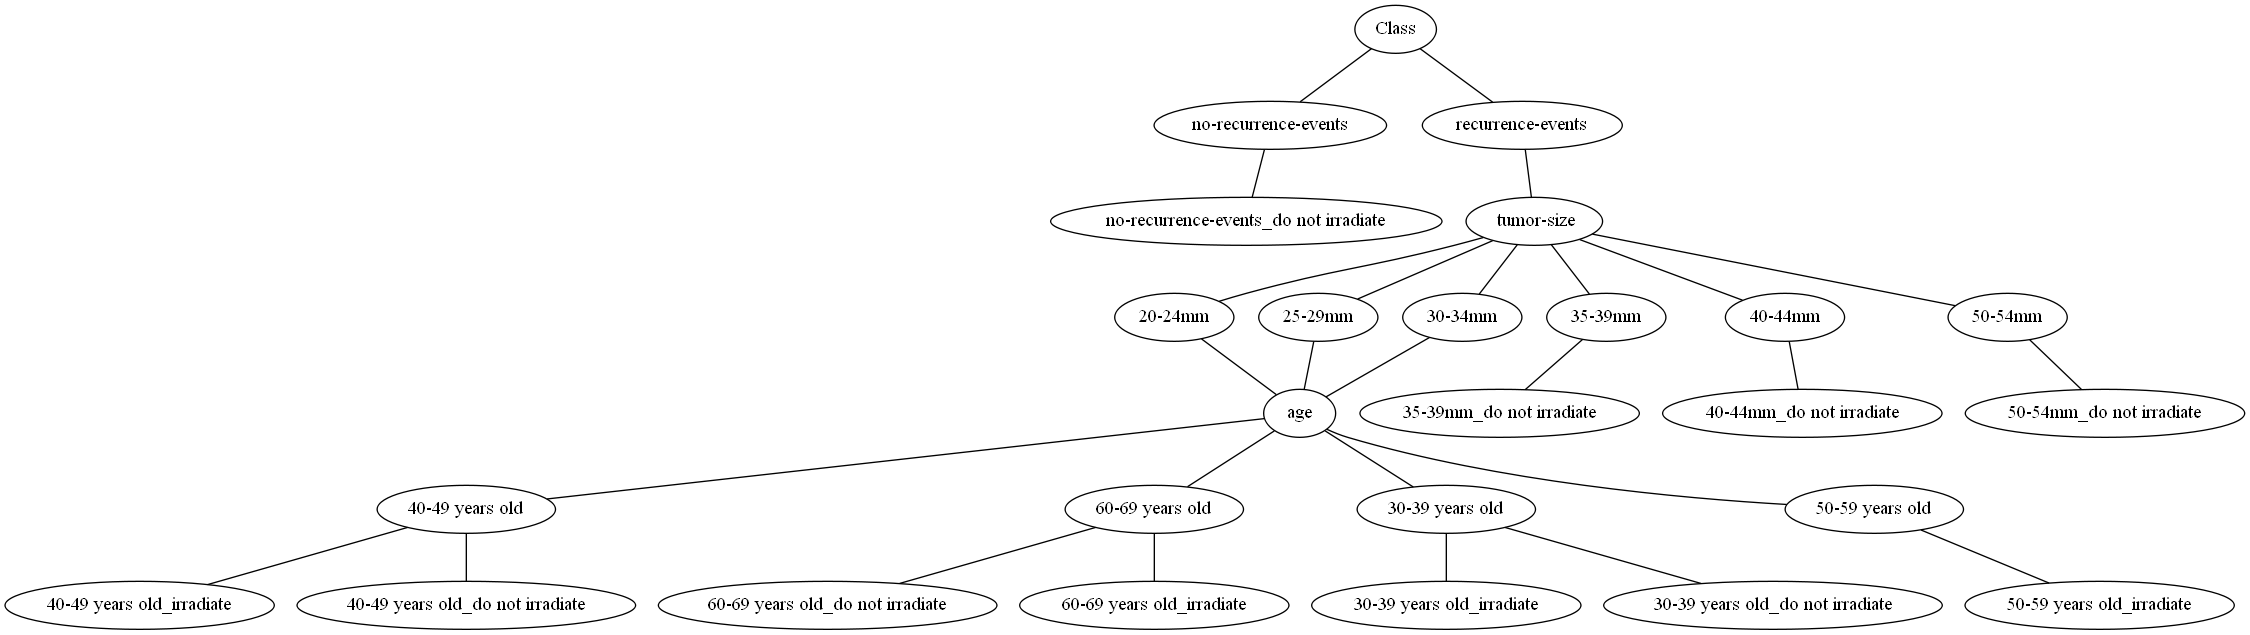 Class
no-recurrence-events
recurrence-events
no-recurrence-events_do not irradiate
tumor-size
20-24mm
25-29mm
30-34mm
35-39mm
40-44mm
50-54mm
age
35-39mm_do not irradiate
40-44mm_do not irradiate
50-54mm_do not irradiate
40-49 years old
60-69 years old
30-39 years old
50-59 years old
40-49 years old_irradiate
40-49 years old_do not irradiate
60-69 years old_do not irradiate
60-69 years old_irradiate
30-39 years old_irradiate
30-39 years old_do not irradiate
50-59 years old_irradiate